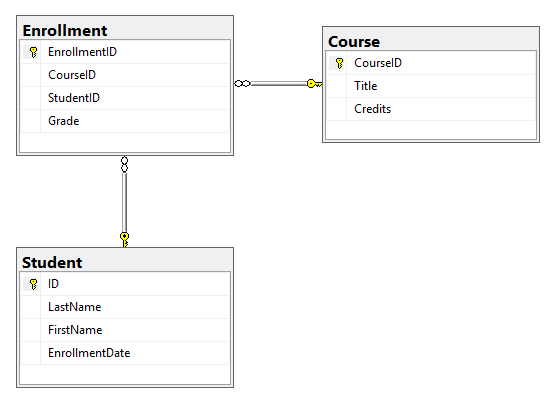 Enrollment
EnrollmentID
CourseID
StudentID
Grade
Course
CourseID
Title
Credits
Student
ID
LastName
FirstName
EnrollmentDate